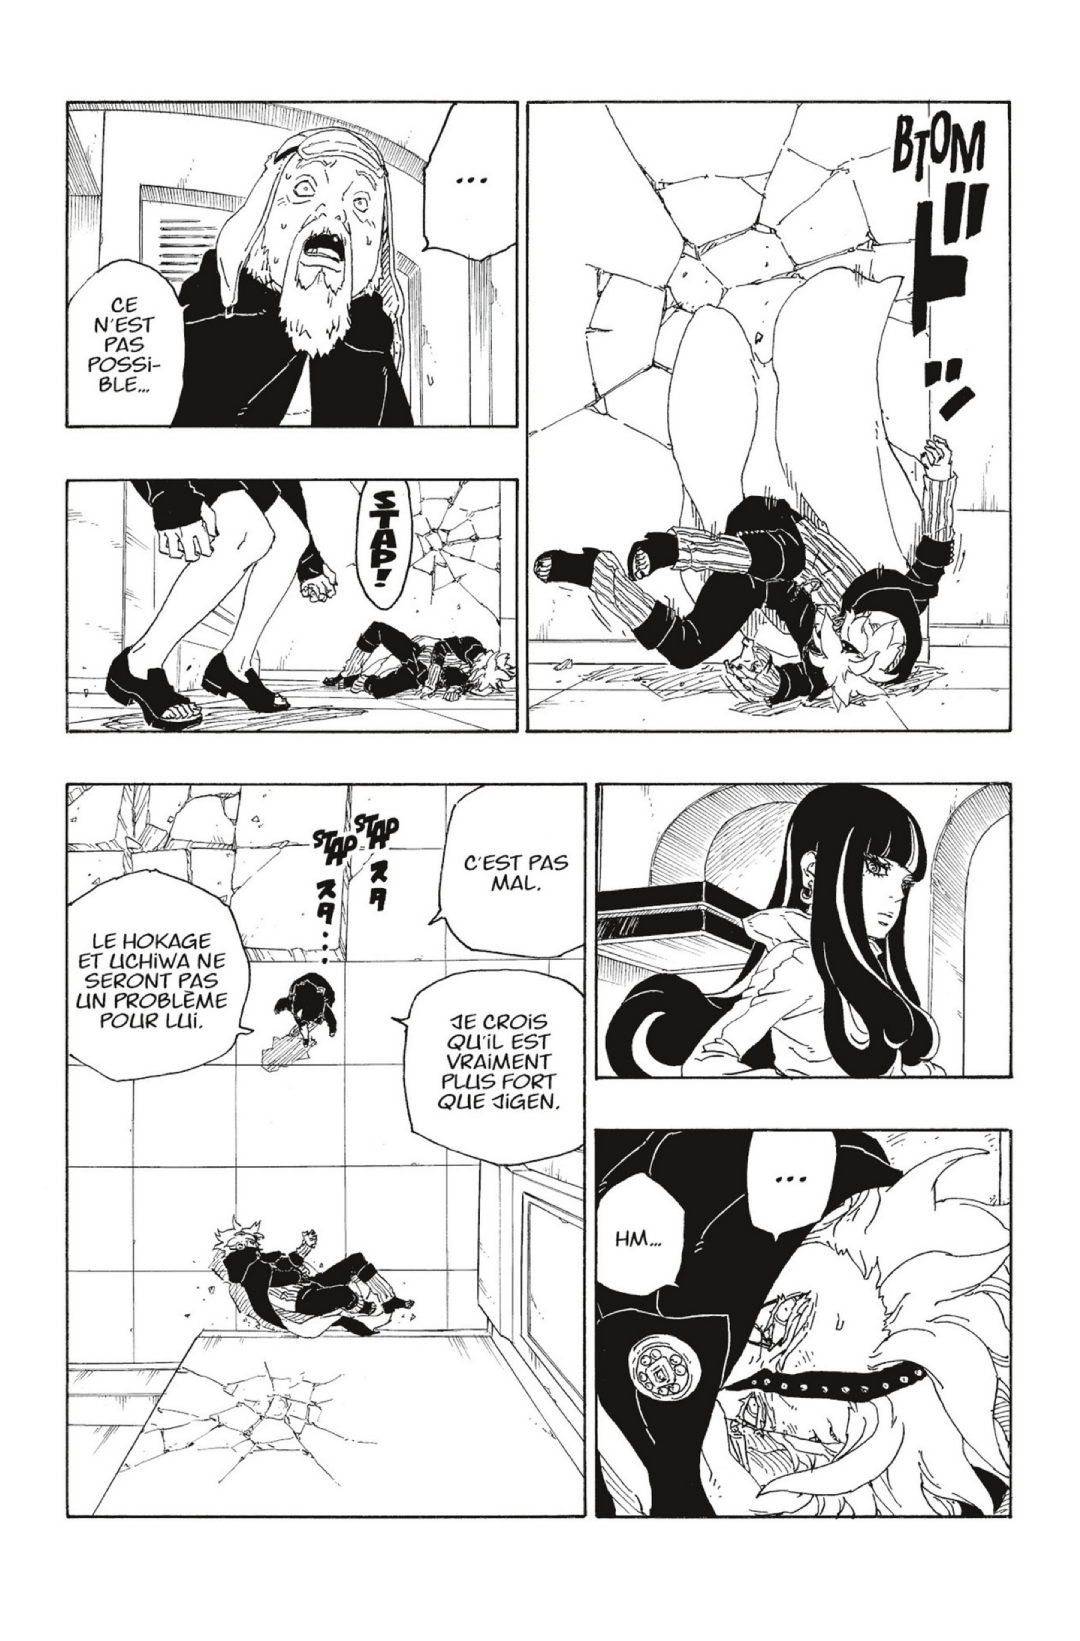 BTOM
ドドッ
...
CE
N'EST
PAS
POSSI-
BLE...
STAP!
C'EST PAS
MAL.
STAP STAP
スタ
スタ...
JE CROIS
QU'IL EST
VRAIMENT
PLUS FORT
QUE JIGEN.
LE HOKAGE
ET UCHIWA NE
SERONT PAS
UN PROBLÈME
POUR LUI.
...
HM...